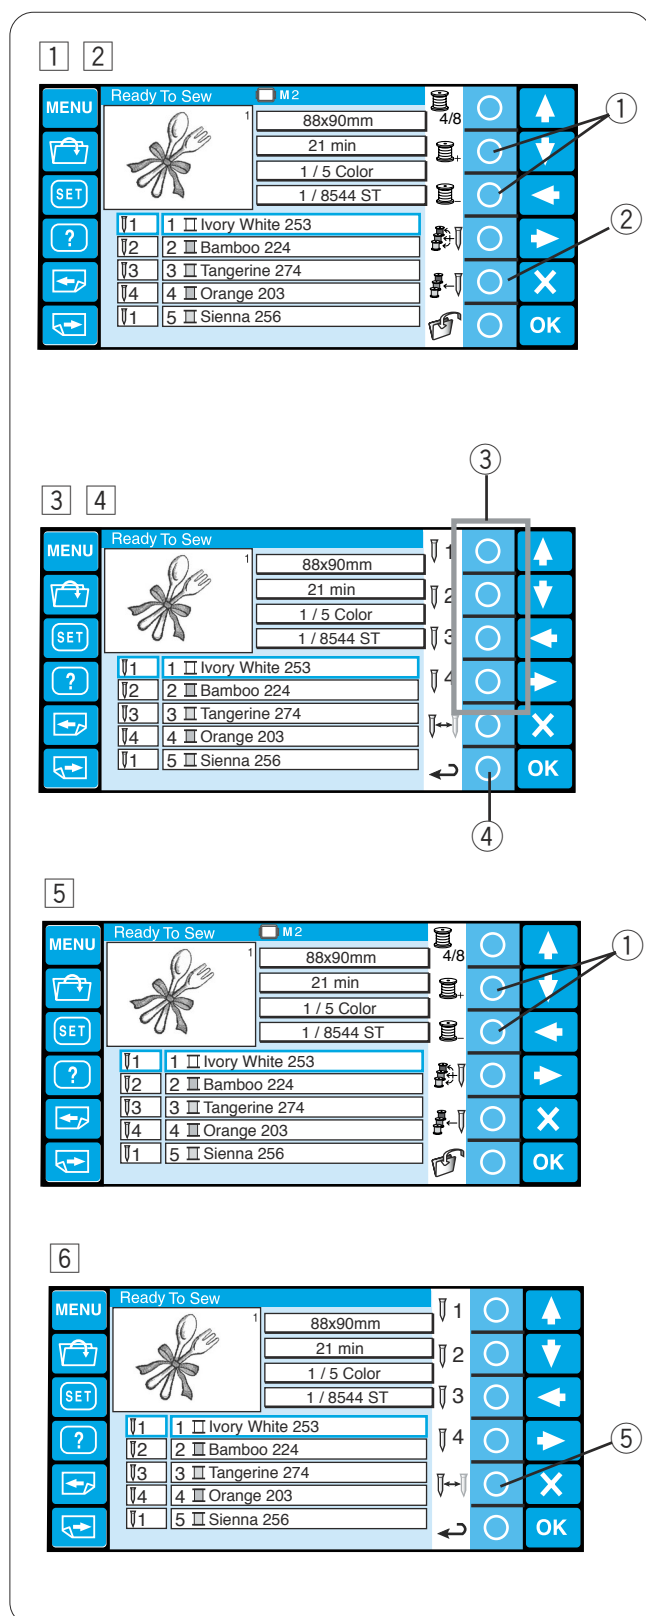 1 2
MENU Ready To Sew M2
1 88x90mm 4/8
21 min +
SET 1 / 5 Color −
1 / 8544 ST
? 1 1 Ivory White 253
2 2 Bamboo 224
3 3 Tangerine 274
4 4 Orange 203
1 5 Sienna 256 OK
①
②
③
3 4
MENU Ready To Sew
1 88x90mm 1
21 min 2
SET 1 / 5 Color
1 / 8544 ST 3
? 1 1 Ivory White 253 4
2 2 Bamboo 224
3 3 Tangerine 274
4 4 Orange 203
1 5 Sienna 256 OK
④
5
MENU Ready To Sew M2
1 88x90mm 4/8
21 min +
SET 1 / 5 Color −
1 / 8544 ST
? 1 1 Ivory White 253
2 2 Bamboo 224
3 3 Tangerine 274
4 4 Orange 203
1 5 Sienna 256 OK
①
6
MENU Ready To Sew
1 88x90mm 1
21 min 2
SET 1 / 5 Color
1 / 8544 ST 3
? 1 1 Ivory White 253 4
2 2 Bamboo 224
3 3 Tangerine 274
4 4 Orange 203
1 5 Sienna 256 OK
⑤